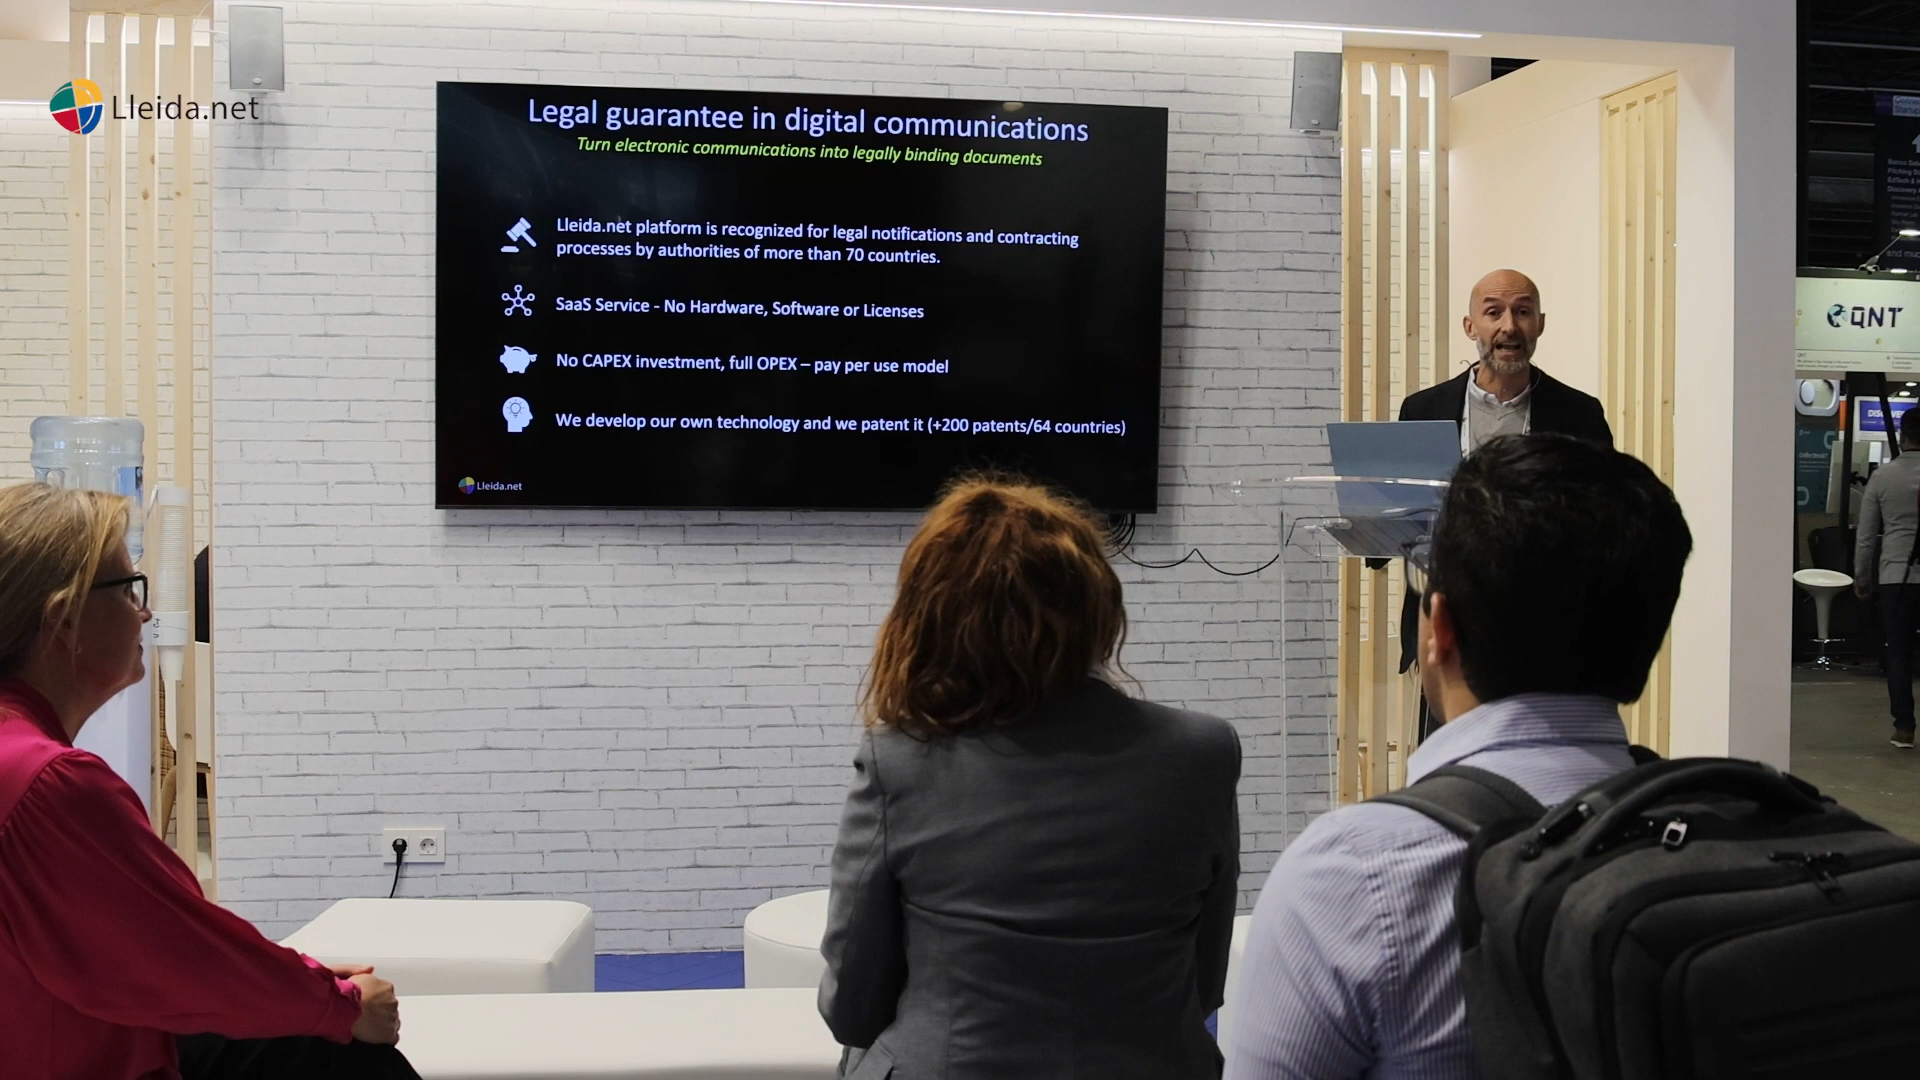 Lleida.net
Legal guarantee in digital communications
Turn electronic communications into legally binding documents
Lleida.net platform is recognized for legal notifications and contracting
processes by authorities of more than 70 countries.
SaaS Service - No Hardware, Software or Licenses
No CAPEX investment, full OPEX – pay per use model
We develop our own technology and we patent it (+200 patents/64 countries)
Lleida.net
QNT
QNT